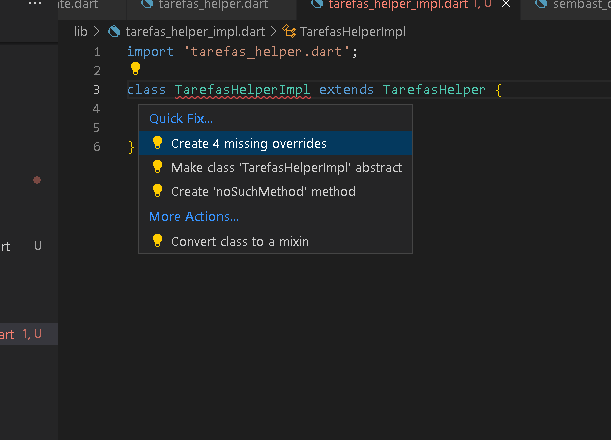 ate.dart tarefas_helper.dart tarefas_helper_impl.dart 1, U sembast_d
lib > tarefas_helper_impl.dart > TarefasHelperImpl
1 import 'tarefas_helper.dart';
2
3 class TarefasHelperImpl extends TarefasHelper {
4
5
6 }
Quick Fix...
Create 4 missing overrides
Make class 'TarefasHelperImpl' abstract
Create 'noSuchMethod' method
More Actions...
Convert class to a mixin
rt U
art 1, U